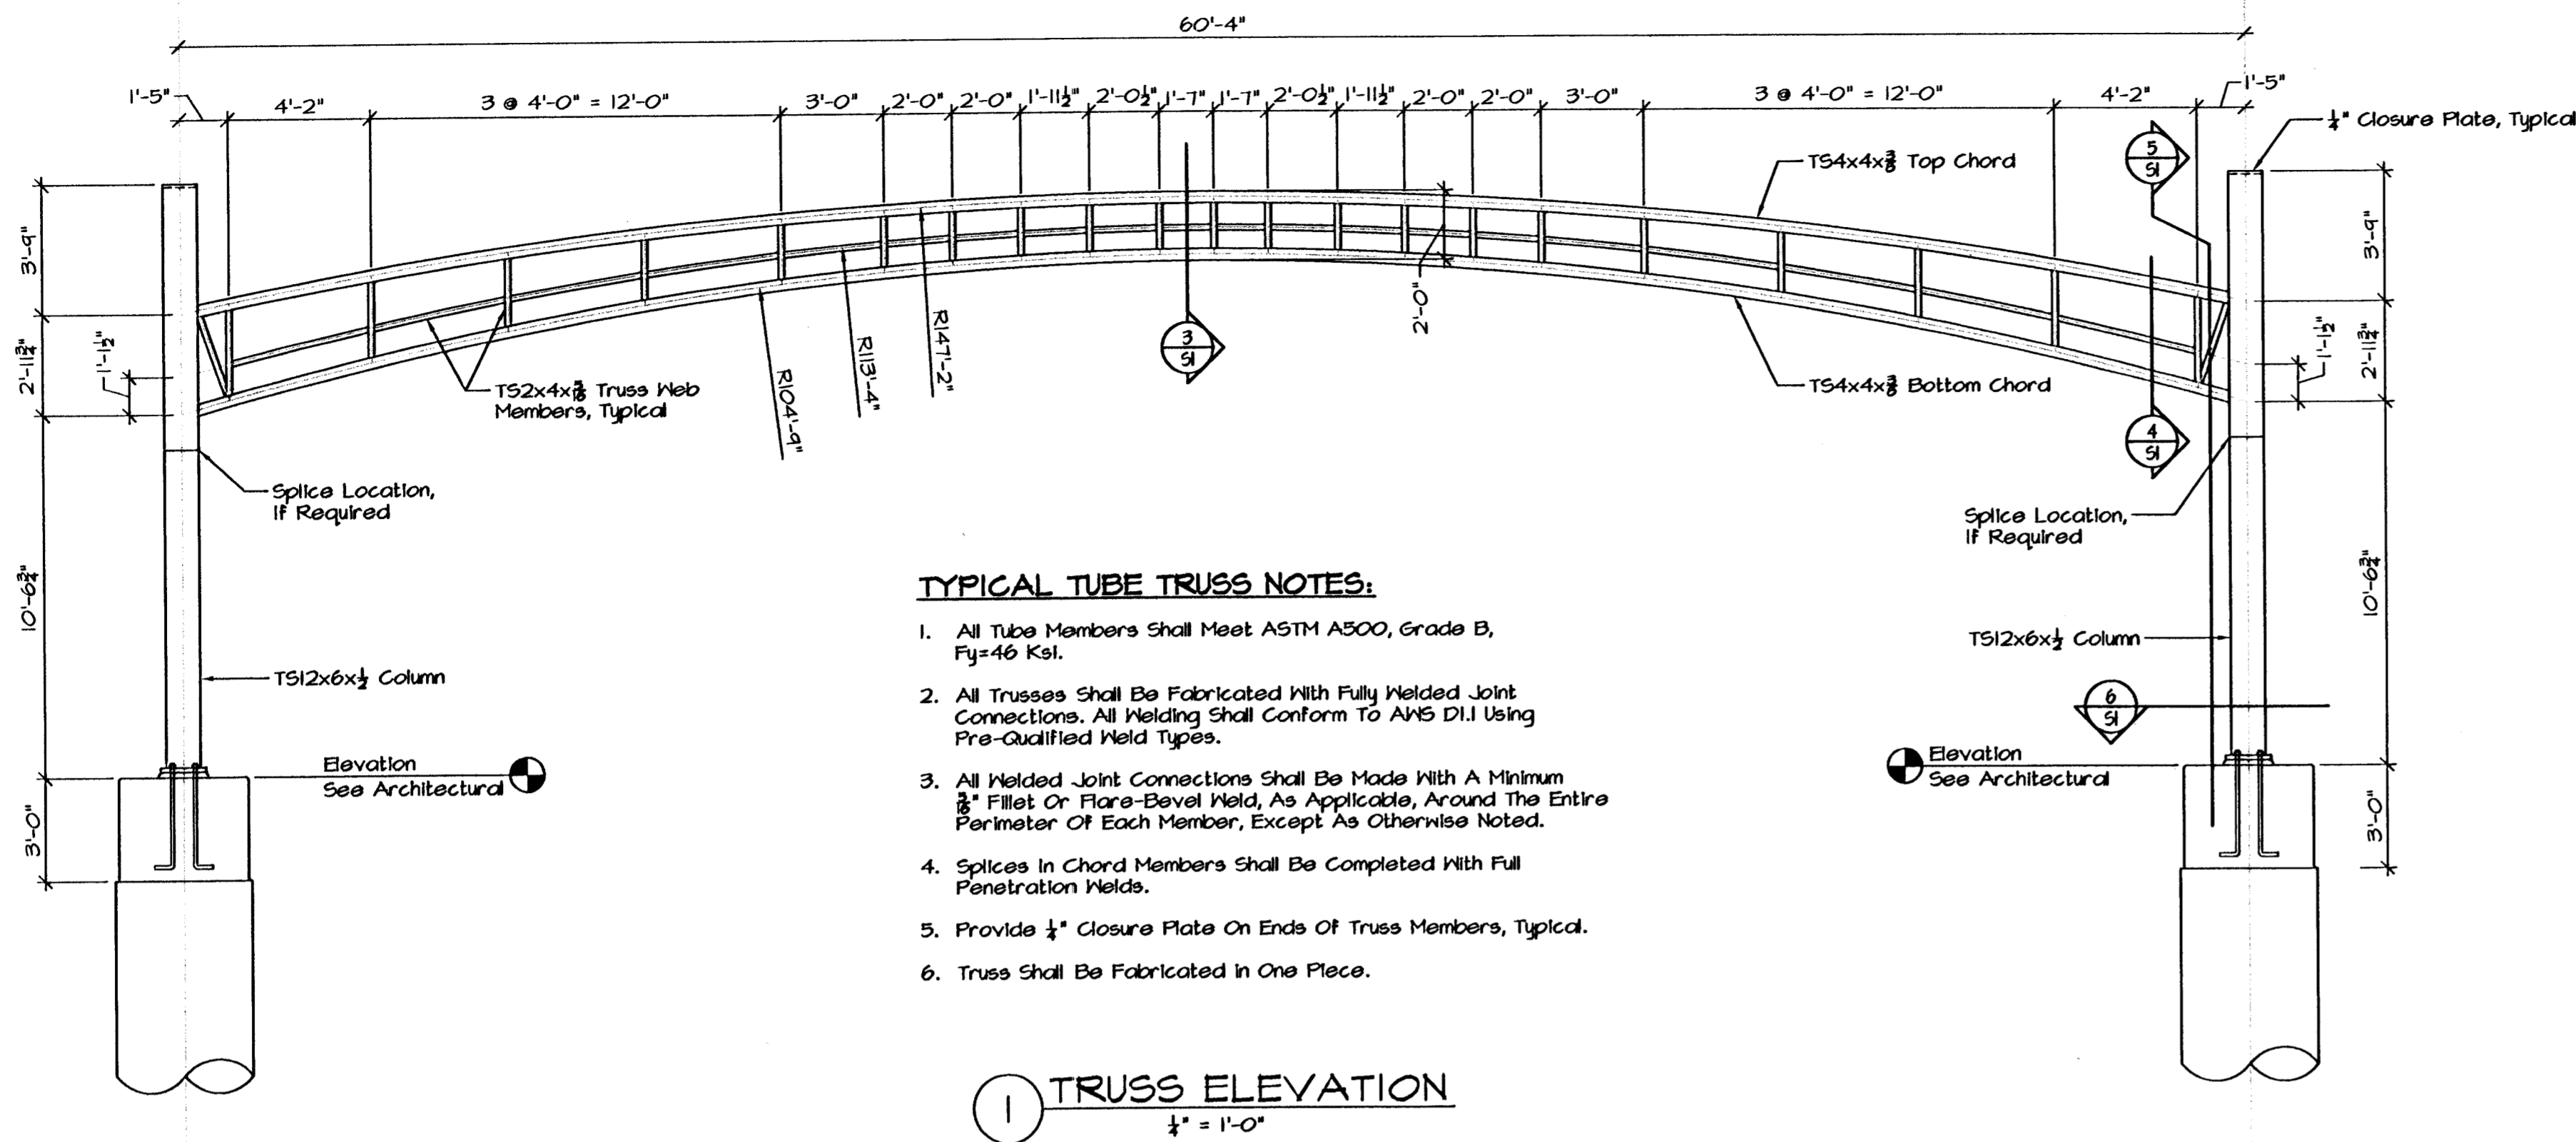 60'-4"
1'-5" 4'-2" 3 @ 4'-0" = 12'-0" 3'-0" 2'-0" 2'-0" 1'-11½" 2'-0½" 1'-7" 1'-7" 2'-0½" 1'-11½" 2'-0" 2'-0" 3'-0" 3 @ 4'-0" = 12'-0" 4'-2" 1'-5"
¼" Closure Plate, Typical
TS4x4x⅜ Top Chord
5
S1
3'-9"
2'-11¾"
1'-1½"
10'-6¾"
3'-0"
TS2x4x3/16 Truss Web
Members, Typical
R104'-9"
R113'-4"
R147'-2"
3
S1
2'-0"
TS4x4x⅜ Bottom Chord
4
S1
3'-9"
2'-11¾"
1'-1½"
10'-6¾"
3'-0"
Splice Location,
If Required
Splice Location,
If Required
TS12x6x½ Column
TS12x6x½ Column
6
S1
Elevation
See Architectural
Elevation
See Architectural
TYPICAL TUBE TRUSS NOTES:
1. All Tube Members Shall Meet ASTM A500, Grade B,
Fy=46 Ksi.
2. All Trusses Shall Be Fabricated With Fully Welded Joint
Connections. All Welding Shall Conform To AWS D1.1 Using
Pre-Qualified Weld Types.
3. All Welded Joint Connections Shall Be Made With A Minimum
3/16" Fillet Or Flare-Bevel Weld, As Applicable, Around The Entire
Perimeter Of Each Member, Except As Otherwise Noted.
4. Splices In Chord Members Shall Be Completed With Full
Penetration Welds.
5. Provide ¼" Closure Plate On Ends Of Truss Members, Typical.
6. Truss Shall Be Fabricated in One Piece.
1 TRUSS ELEVATION
¼" = 1'-0"